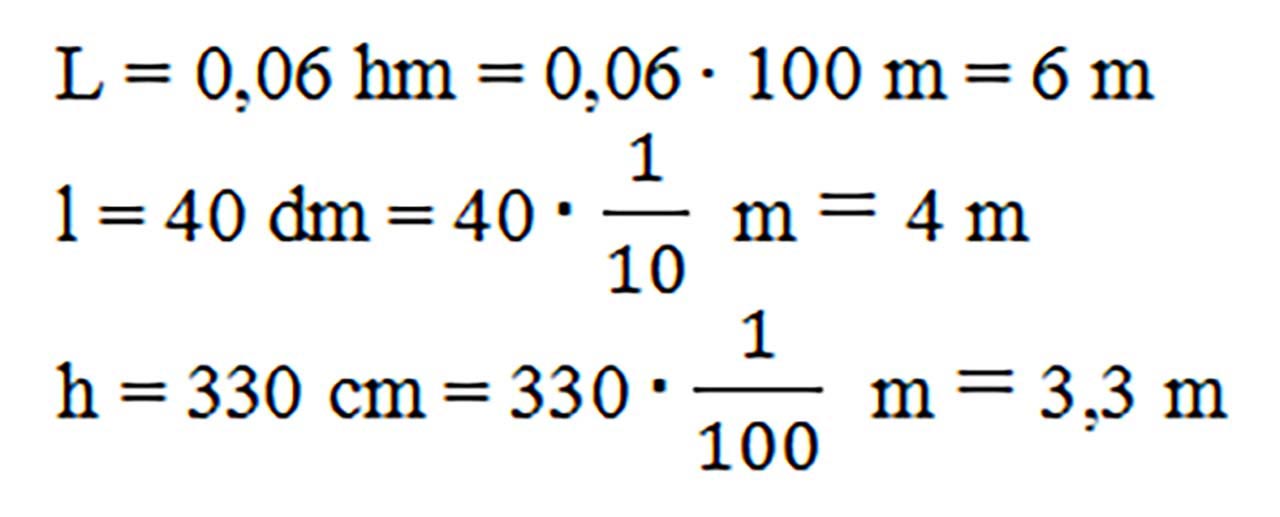 L = 0,06 hm = 0,06 · 100 m = 6 m
l = 40 dm = 40 · 1/10 m = 4 m
h = 330 cm = 330 · 1/100 m = 3,3 m